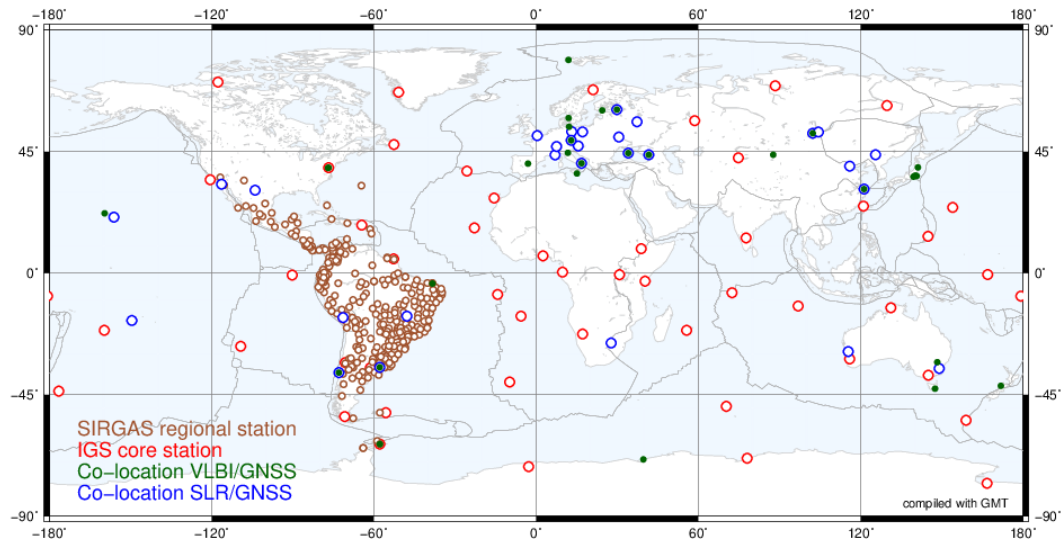 −180˚ −120˚ −60˚ 0˚ 60˚ 120˚ 180˚
90˚ 90˚
45˚ 45˚
0˚ 0˚
−45˚ −45˚
SIRGAS regional station
IGS core station
Co−location VLBI/GNSS
Co−location SLR/GNSS
compiled with GMT
−90˚ −90˚
−180˚ −120˚ −60˚ 0˚ 60˚ 120˚ 180˚